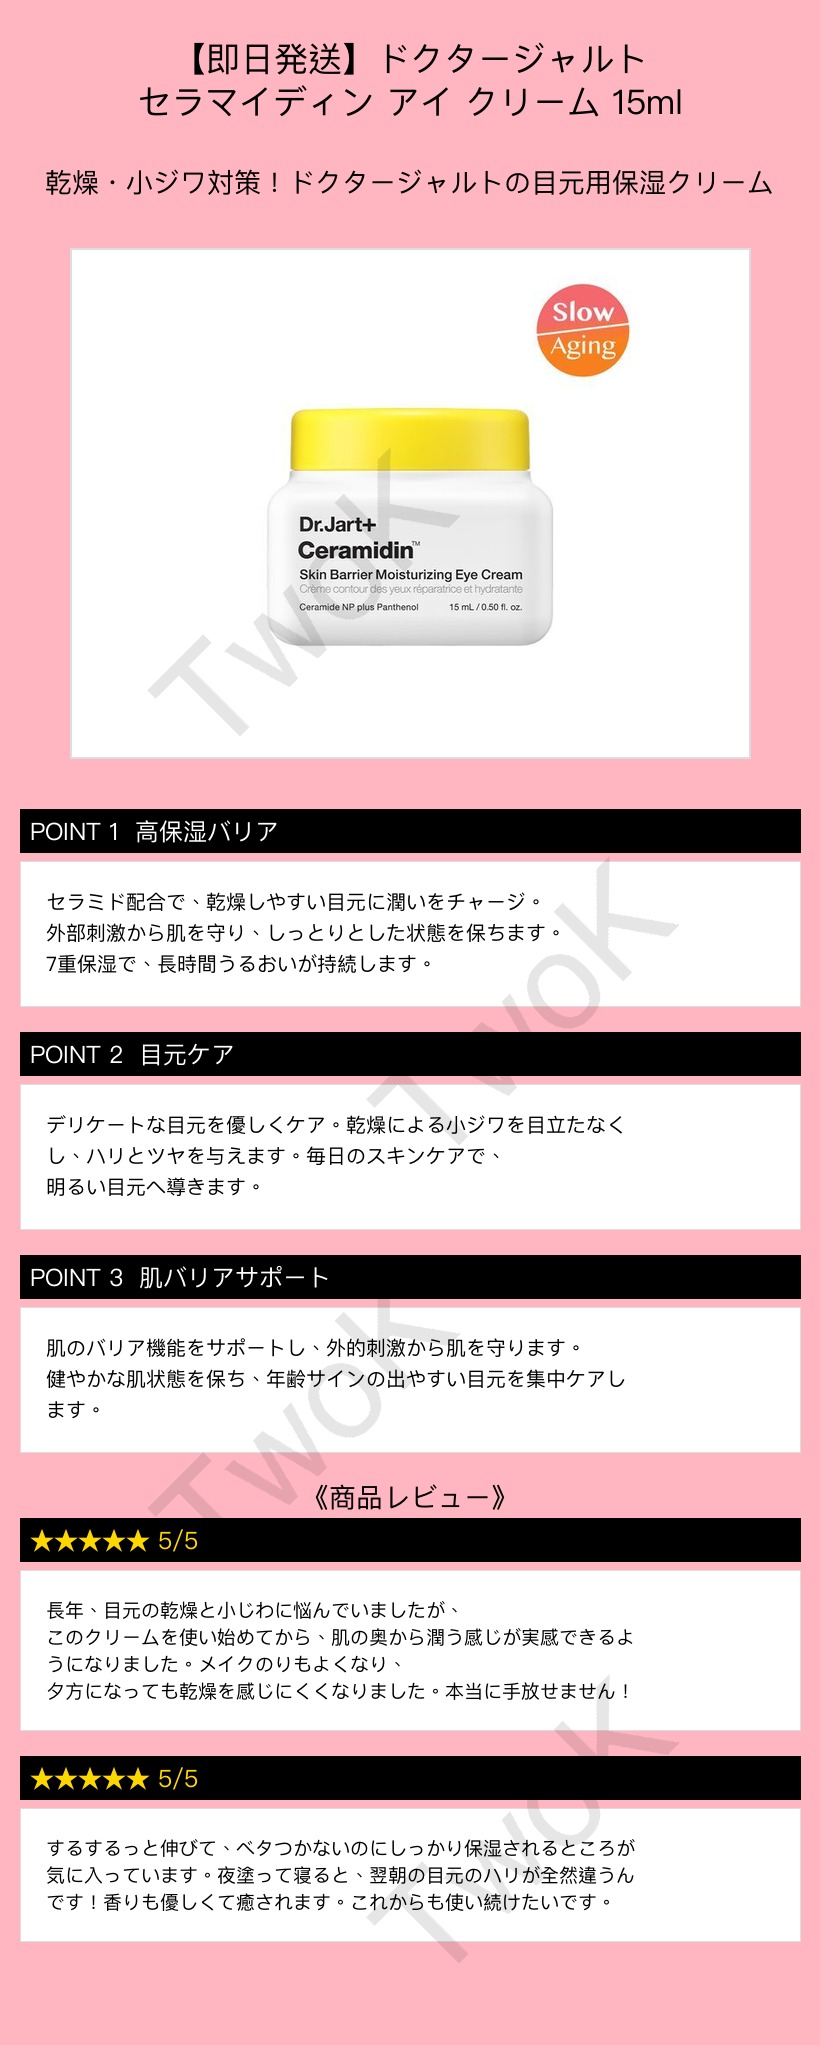 【即日発送】ドクタージャルト
セラマイディン アイ クリーム 15ml
乾燥・小ジワ対策！ドクタージャルトの目元用保湿クリーム
Slow
Aging
Dr.Jart+
Ceramidin™
Skin Barrier Moisturizing Eye Cream
Crème contour des yeux réparatrice et hydratante
Ceramide NP plus Panthenol 15 mL / 0.50 fl. oz.
TwoK
POINT 1 高保湿バリア
セラミド配合で、乾燥しやすい目元に潤いをチャージ。
外部刺激から肌を守り、しっとりとした状態を保ちます。
7重保湿で、長時間うるおいが持続します。
TwoK
POINT 2 目元ケア
デリケートな目元を優しくケア。乾燥による小ジワを目立たなく
し、ハリとツヤを与えます。毎日のスキンケアで、
明るい目元へ導きます。
POINT 3 肌バリアサポート
肌のバリア機能をサポートし、外的刺激から肌を守ります。
健やかな肌状態を保ち、年齢サインの出やすい目元を集中ケアし
ます。
TwoK
《商品レビュー》
★★★★★ 5/5
長年、目元の乾燥と小じわに悩んでいましたが、
このクリームを使い始めてから、肌の奥から潤う感じが実感できるよ
うになりました。メイクのりもよくなり、
夕方になっても乾燥を感じにくくなりました。本当に手放せません！
★★★★★ 5/5
するするっと伸びて、ベタつかないのにしっかり保湿されるところが
気に入っています。夜塗って寝ると、翌朝の目元のハリが全然違うん
です！香りも優しくて癒されます。これからも使い続けたいです。
TwoK